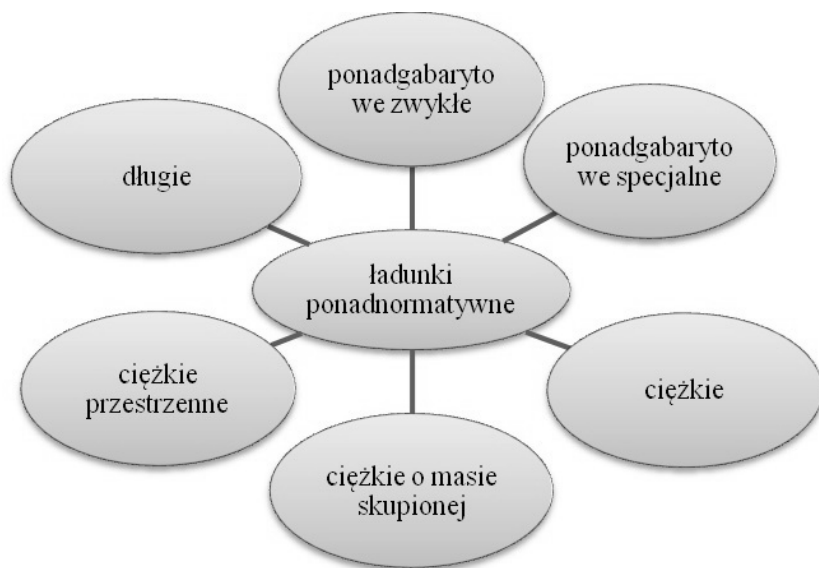 ponadgabaryto
we zwykłe
ponadgabaryto
we specjalne
długie
ładunki
ponadnormatywne
ciężkie
przestrzenne
ciężkie
ciężkie o masie
skupionej